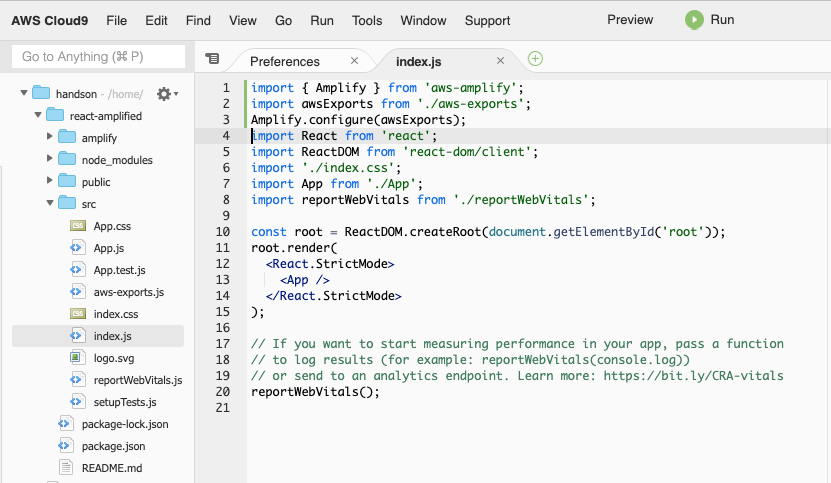 AWS Cloud9 File Edit Find View Go Run Tools Window Support Preview Run
Go to Anything (⌘ P)
Preferences × index.js ×
handson - /home/
react-amplified
amplify
node_modules
public
src
App.css
App.js
App.test.js
aws-exports.js
index.css
index.js
logo.svg
reportWebVitals.js
setupTests.js
package-lock.json
package.json
README.md
1 import { Amplify } from 'aws-amplify';
2 import awsExports from './aws-exports';
3 Amplify.configure(awsExports);
4 import React from 'react';
5 import ReactDOM from 'react-dom/client';
6 import './index.css';
7 import App from './App';
8 import reportWebVitals from './reportWebVitals';
9
10 const root = ReactDOM.createRoot(document.getElementById('root'));
11 root.render(
12 <React.StrictMode>
13 <App />
14 </React.StrictMode>
15 );
16
17 // If you want to start measuring performance in your app, pass a function
18 // to log results (for example: reportWebVitals(console.log))
19 // or send to an analytics endpoint. Learn more: https://bit.ly/CRA-vitals
20 reportWebVitals();
21